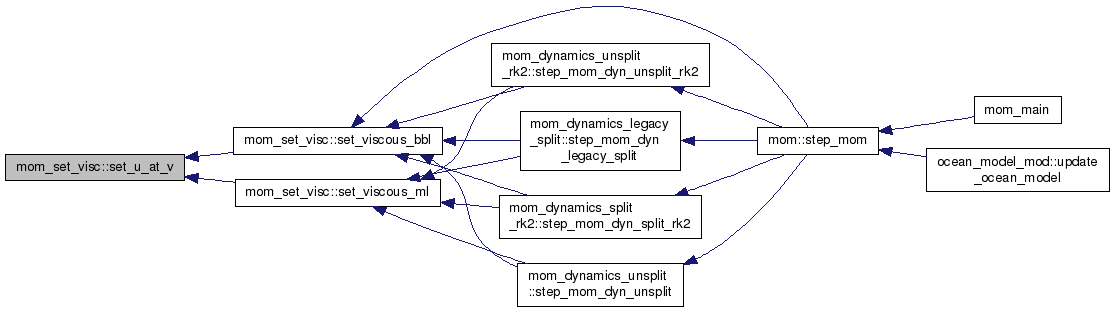 mom_set_visc::set_u_at_v
mom_set_visc::set_viscous_bbl
mom_set_visc::set_viscous_ml
mom_dynamics_unsplit
_rk2::step_mom_dyn_unsplit_rk2
mom_dynamics_legacy
_split::step_mom_dyn
_legacy_split
mom_dynamics_split
_rk2::step_mom_dyn_split_rk2
mom_dynamics_unsplit
::step_mom_dyn_unsplit
mom::step_mom
mom_main
ocean_model_mod::update
_ocean_model